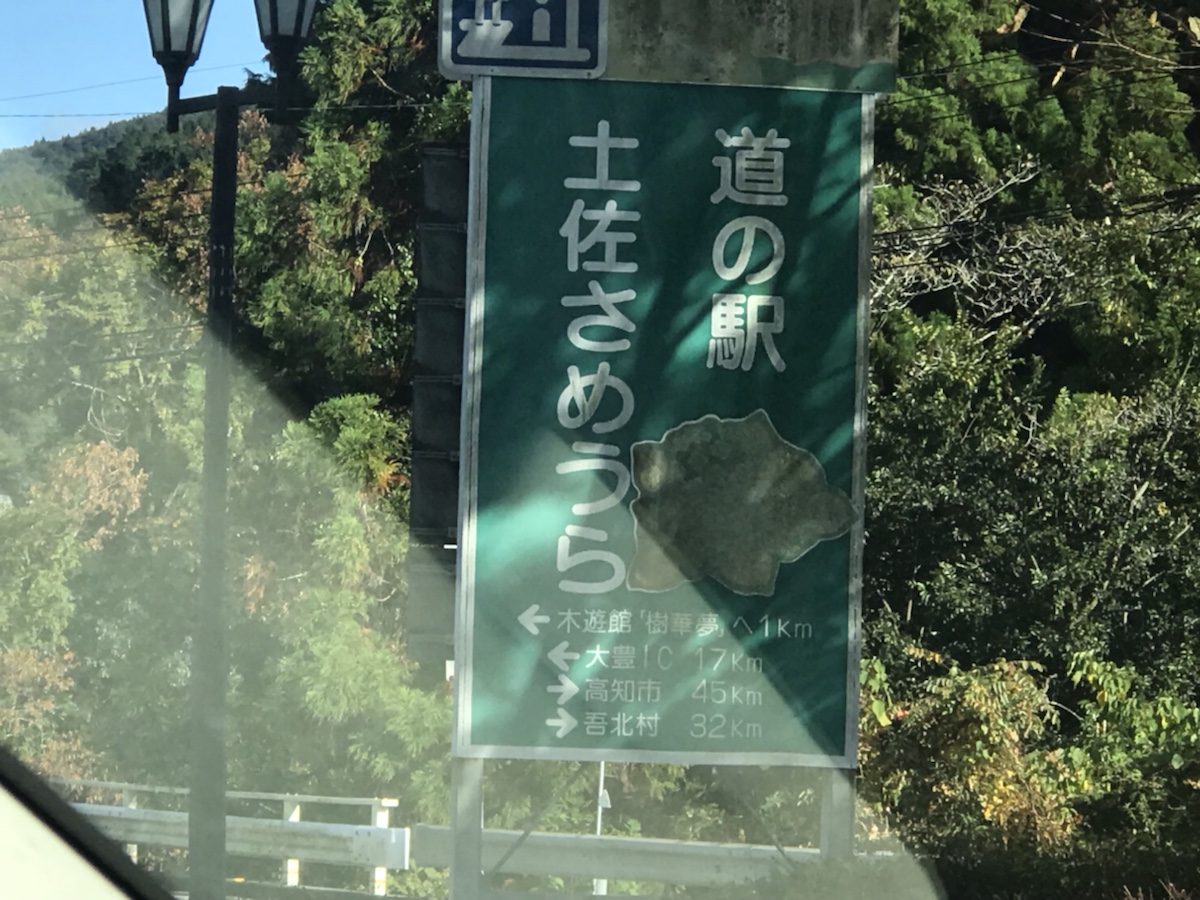 道の駅
土佐さめうら
← 木遊館「樹華夢」へ1Km
← 大豊IC 17Km
→ 高知市 45Km
→ 吾北村 32Km